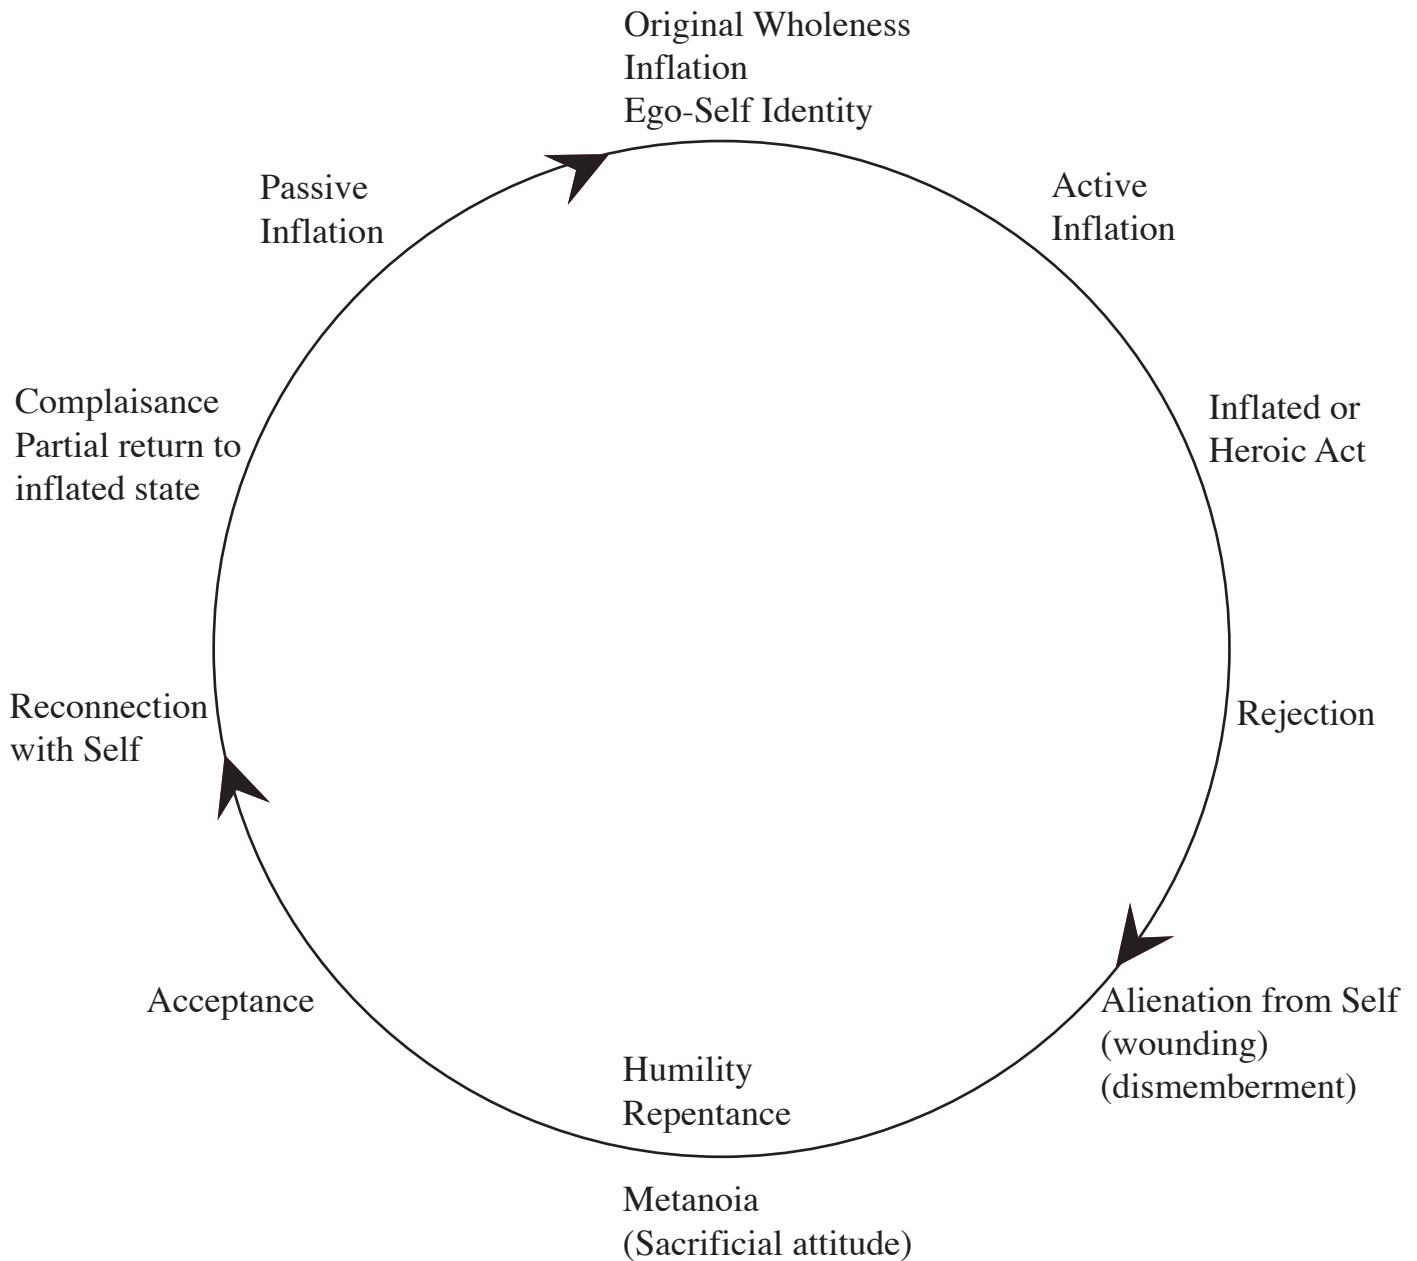 Original Wholeness
Inflation
Ego-Self Identity
Active
Inflation
Inflated or
Heroic Act
Rejection
Alienation from Self
(wounding)
(dismemberment)
Humility
Repentance
Metanoia
(Sacrificial attitude)
Acceptance
Reconnection
with Self
Complaisance
Partial return to
inflated state
Passive
Inflation